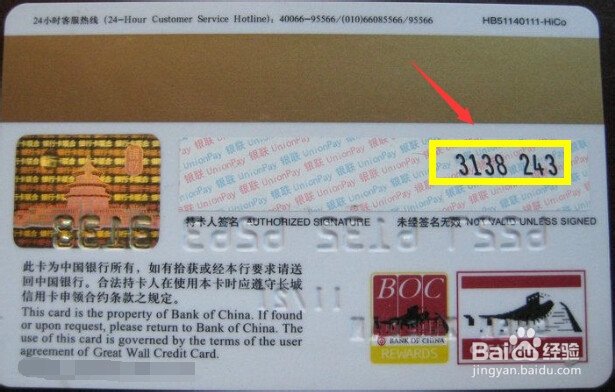 24小时客服热线 (24-Hour Customer Service Hotline): 40066-95566/(010)66085566/95566
HB51140111-HiCo
银联 UnionPay
3138 243
持卡人签名 AUTHORIZED SIGNATURE 未经签名无效 NOT VALID UNLESS SIGNED
此卡为中国银行所有，如有拾获或经本行要求请送
回中国银行。合法持卡人在使用本卡时应遵守长城
信用卡申领合约条款之规定。
This card is the property of Bank of China. If found
or upon request, please return to Bank of China. The
use of this card is governed by the terms of the user
agreement of Great Wall Credit Card.
BOC
BANK OF CHINA
REWARDS
Bai 百度 经验
jingyan.baidu.com